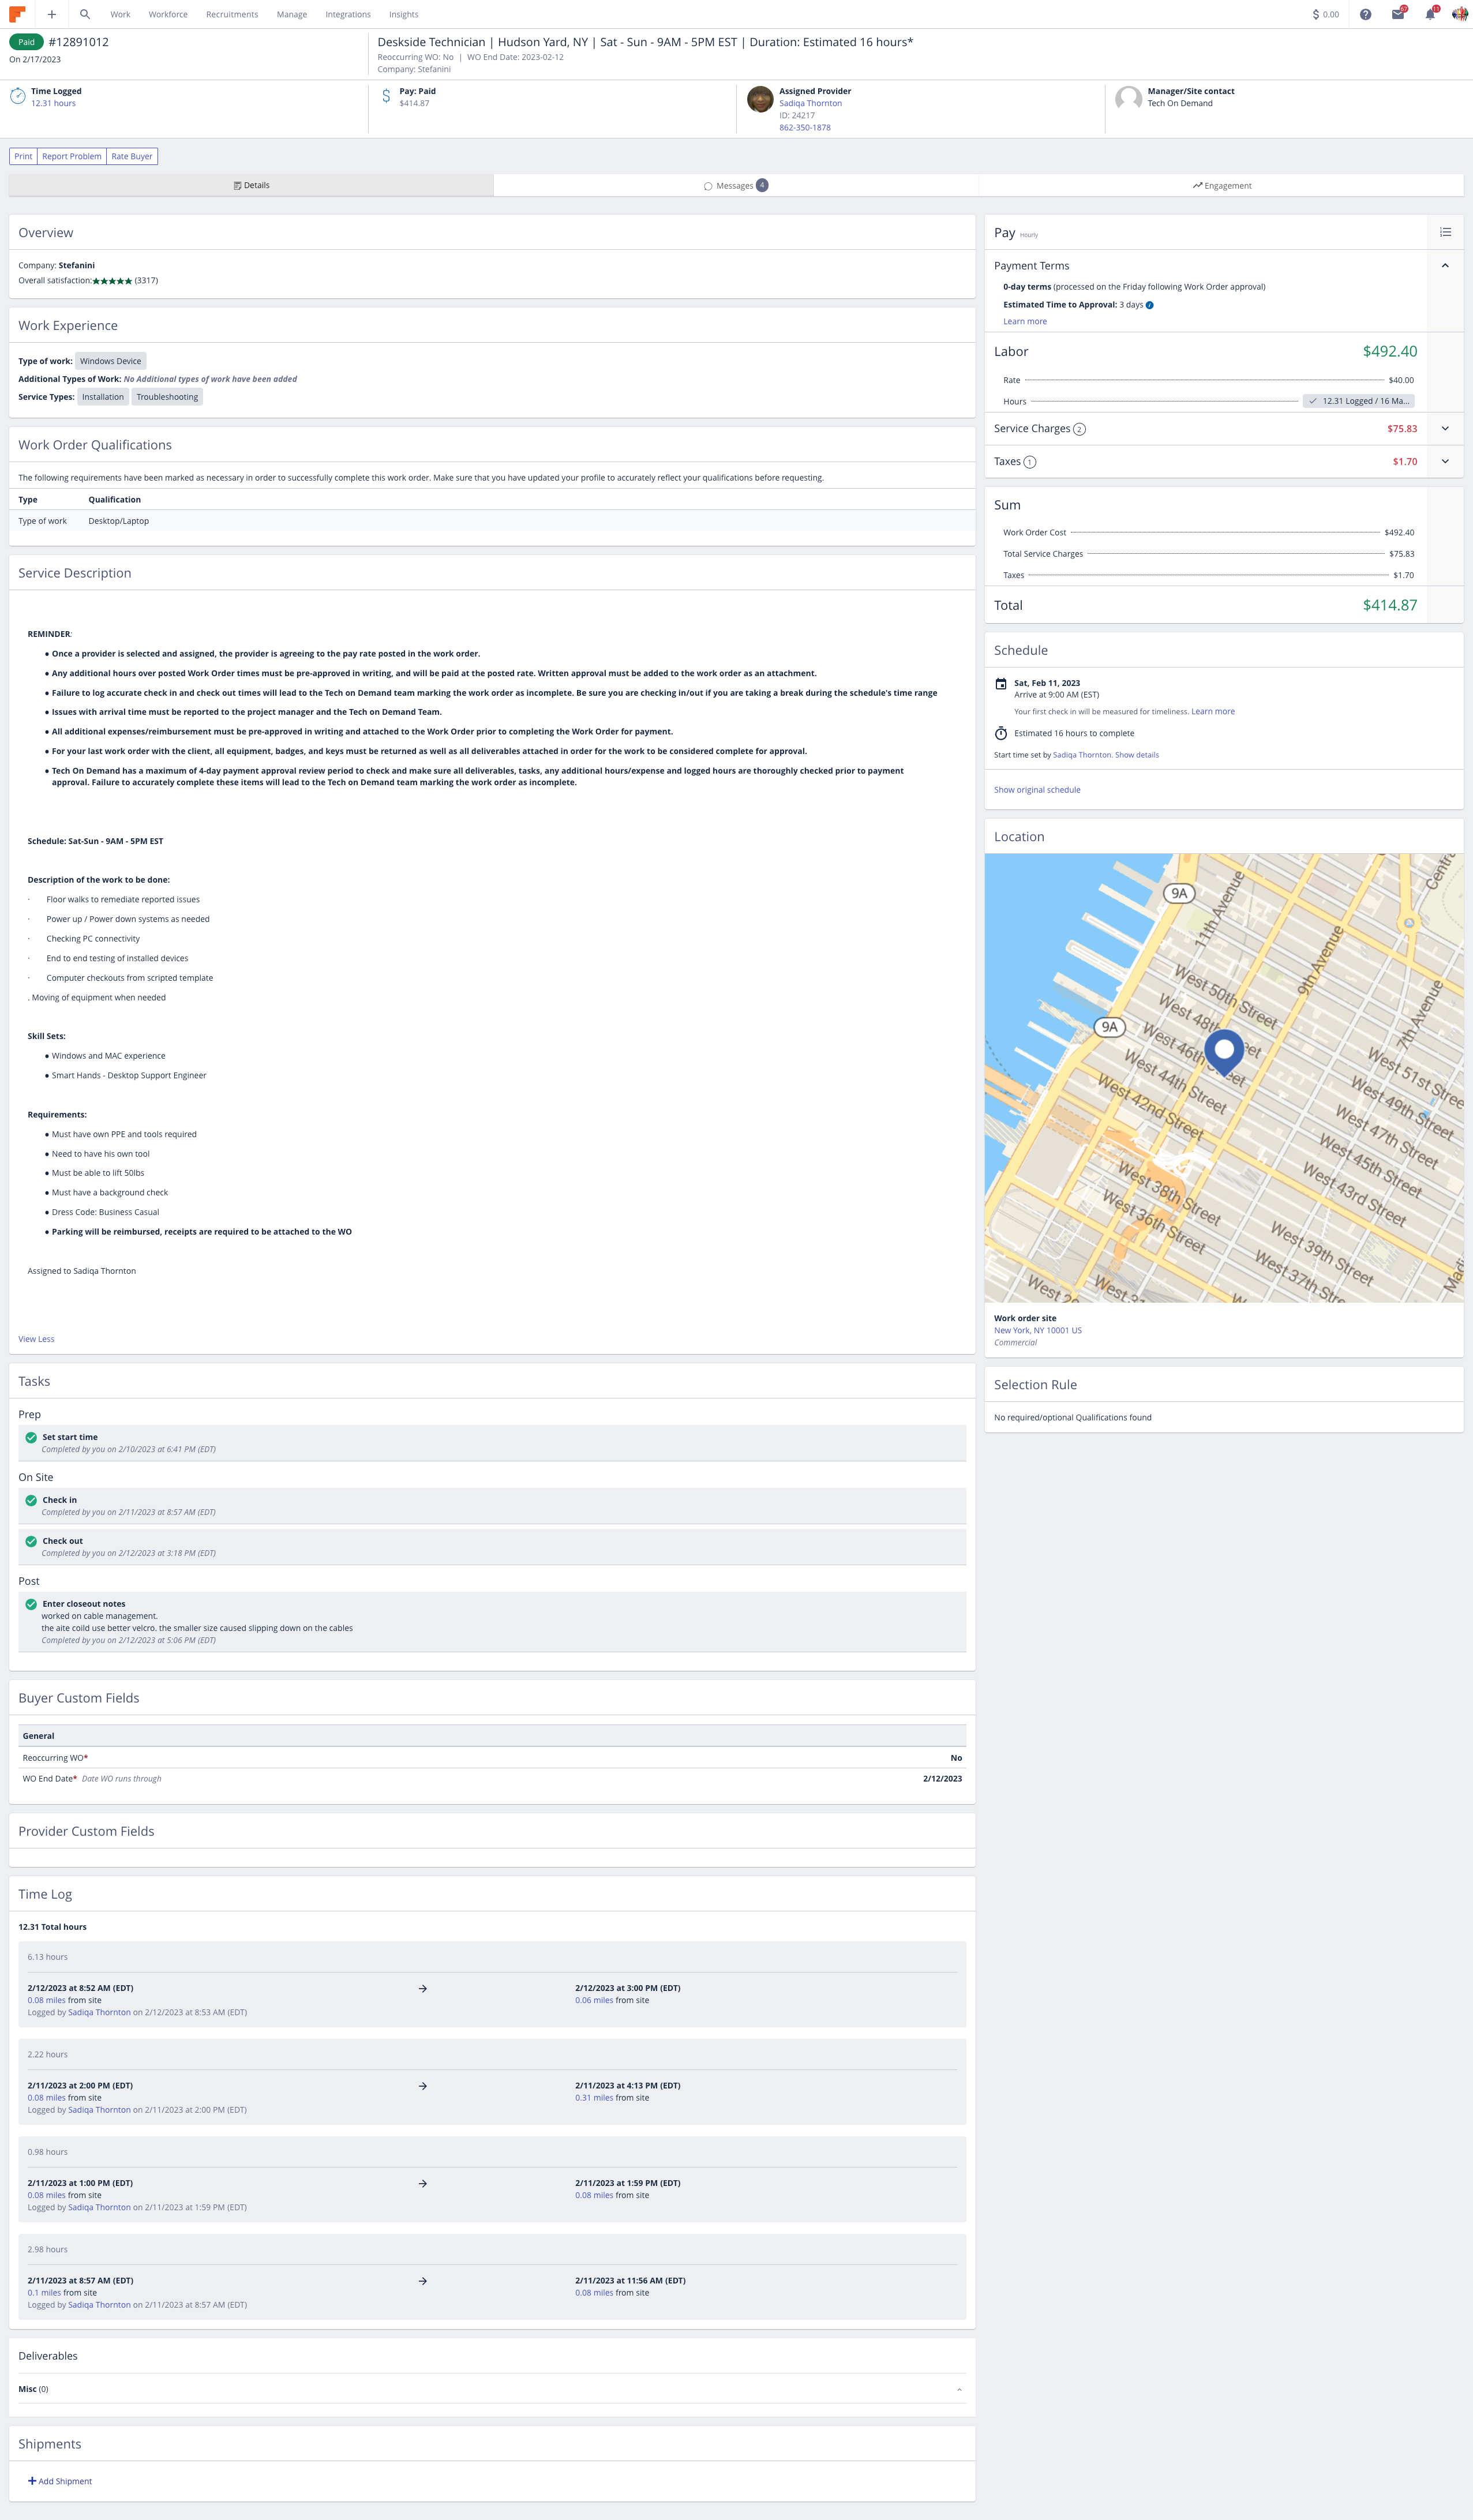 Work Workforce Recruitments Manage Integrations Insights
$ 0.00 67 11
Paid #12891012
On 2/17/2023
Deskside Technician | Hudson Yard, NY | Sat - Sun - 9AM - 5PM EST | Duration: Estimated 16 hours*
Reoccurring WO: No | WO End Date: 2023-02-12
Company: Stefanini
Time Logged
12.31 hours
Pay: Paid
$414.87
Assigned Provider
Sadiqa Thornton
ID: 24217
862-350-1878
Manager/Site contact
Tech On Demand
Print Report Problem Rate Buyer
Details Messages 4 Engagement
Overview
Company: Stefanini
Overall satisfaction:★★★★★ (3317)
Work Experience
Type of work: Windows Device
Additional Types of Work: No Additional types of work have been added
Service Types: Installation Troubleshooting
Work Order Qualifications
The following requirements have been marked as necessary in order to successfully complete this work order. Make sure that you have updated your profile to accurately reflect your qualifications before requesting.
Type Qualification
Type of work Desktop/Laptop
Service Description
REMINDER:
● Once a provider is selected and assigned, the provider is agreeing to the pay rate posted in the work order.
● Any additional hours over posted Work Order times must be pre-approved in writing, and will be paid at the posted rate. Written approval must be added to the work order as an attachment.
● Failure to log accurate check in and check out times will lead to the Tech on Demand team marking the work order as incomplete. Be sure you are checking in/out if you are taking a break during the schedule's time range
● Issues with arrival time must be reported to the project manager and the Tech on Demand Team.
● All additional expenses/reimbursement must be pre-approved in writing and attached to the Work Order prior to completing the Work Order for payment.
● For your last work order with the client, all equipment, badges, and keys must be returned as well as all deliverables attached in order for the work to be considered complete for approval.
● Tech On Demand has a maximum of 4-day payment approval review period to check and make sure all deliverables, tasks, any additional hours/expense and logged hours are thoroughly checked prior to payment
approval. Failure to accurately complete these items will lead to the Tech on Demand team marking the work order as incomplete.
Schedule: Sat-Sun - 9AM - 5PM EST
Description of the work to be done:
· Floor walks to remediate reported issues
· Power up / Power down systems as needed
· Checking PC connectivity
· End to end testing of installed devices
· Computer checkouts from scripted template
. Moving of equipment when needed
Skill Sets:
● Windows and MAC experience
● Smart Hands - Desktop Support Engineer
Requirements:
● Must have own PPE and tools required
● Need to have his own tool
● Must be able to lift 50lbs
● Must have a background check
● Dress Code: Business Casual
● Parking will be reimbursed, receipts are required to be attached to the WO
Assigned to Sadiqa Thornton
View Less
Tasks
Prep
Set start time
Completed by you on 2/10/2023 at 6:41 PM (EDT)
On Site
Check in
Completed by you on 2/11/2023 at 8:57 AM (EDT)
Check out
Completed by you on 2/12/2023 at 3:18 PM (EDT)
Post
Enter closeout notes
worked on cable management.
the aite coild use better velcro. the smaller size caused slipping down on the cables
Completed by you on 2/12/2023 at 5:06 PM (EDT)
Buyer Custom Fields
General
Reoccurring WO* No
WO End Date* Date WO runs through 2/12/2023
Provider Custom Fields
Time Log
12.31 Total hours
6.13 hours
2/12/2023 at 8:52 AM (EDT) → 2/12/2023 at 3:00 PM (EDT)
0.08 miles from site 0.06 miles from site
Logged by Sadiqa Thornton on 2/12/2023 at 8:53 AM (EDT)
2.22 hours
2/11/2023 at 2:00 PM (EDT) → 2/11/2023 at 4:13 PM (EDT)
0.08 miles from site 0.31 miles from site
Logged by Sadiqa Thornton on 2/11/2023 at 2:00 PM (EDT)
0.98 hours
2/11/2023 at 1:00 PM (EDT) → 2/11/2023 at 1:59 PM (EDT)
0.08 miles from site 0.08 miles from site
Logged by Sadiqa Thornton on 2/11/2023 at 1:59 PM (EDT)
2.98 hours
2/11/2023 at 8:57 AM (EDT) → 2/11/2023 at 11:56 AM (EDT)
0.1 miles from site 0.08 miles from site
Logged by Sadiqa Thornton on 2/11/2023 at 8:57 AM (EDT)
Deliverables
Misc (0)
Shipments
+ Add Shipment
Pay Hourly
Payment Terms
0-day terms (processed on the Friday following Work Order approval)
Estimated Time to Approval: 3 days
Learn more
Labor $492.40
Rate $40.00
Hours 12.31 Logged / 16 Ma...
Service Charges 2 $75.83
Taxes 1 $1.70
Sum
Work Order Cost $492.40
Total Service Charges $75.83
Taxes $1.70
Total $414.87
Schedule
Sat, Feb 11, 2023
Arrive at 9:00 AM (EST)
Your first check in will be measured for timeliness. Learn more
Estimated 16 hours to complete
Start time set by Sadiqa Thornton. Show details
Show original schedule
Location
9A
11th Avenue
Centra
9th Avenue
West 50th Street
7th Avenue
West 48th Street
9A
West 46th Street
West 51st Stree
West 44th Street
West 49th Street
West 42nd Street
West 47th Street
West 45th Street
West 38th Street
West 43rd Street
West 36th Street
West 39th Street
West 37th Street
Madi
Work order site
New York, NY 10001 US
Commercial
Selection Rule
No required/optional Qualifications found